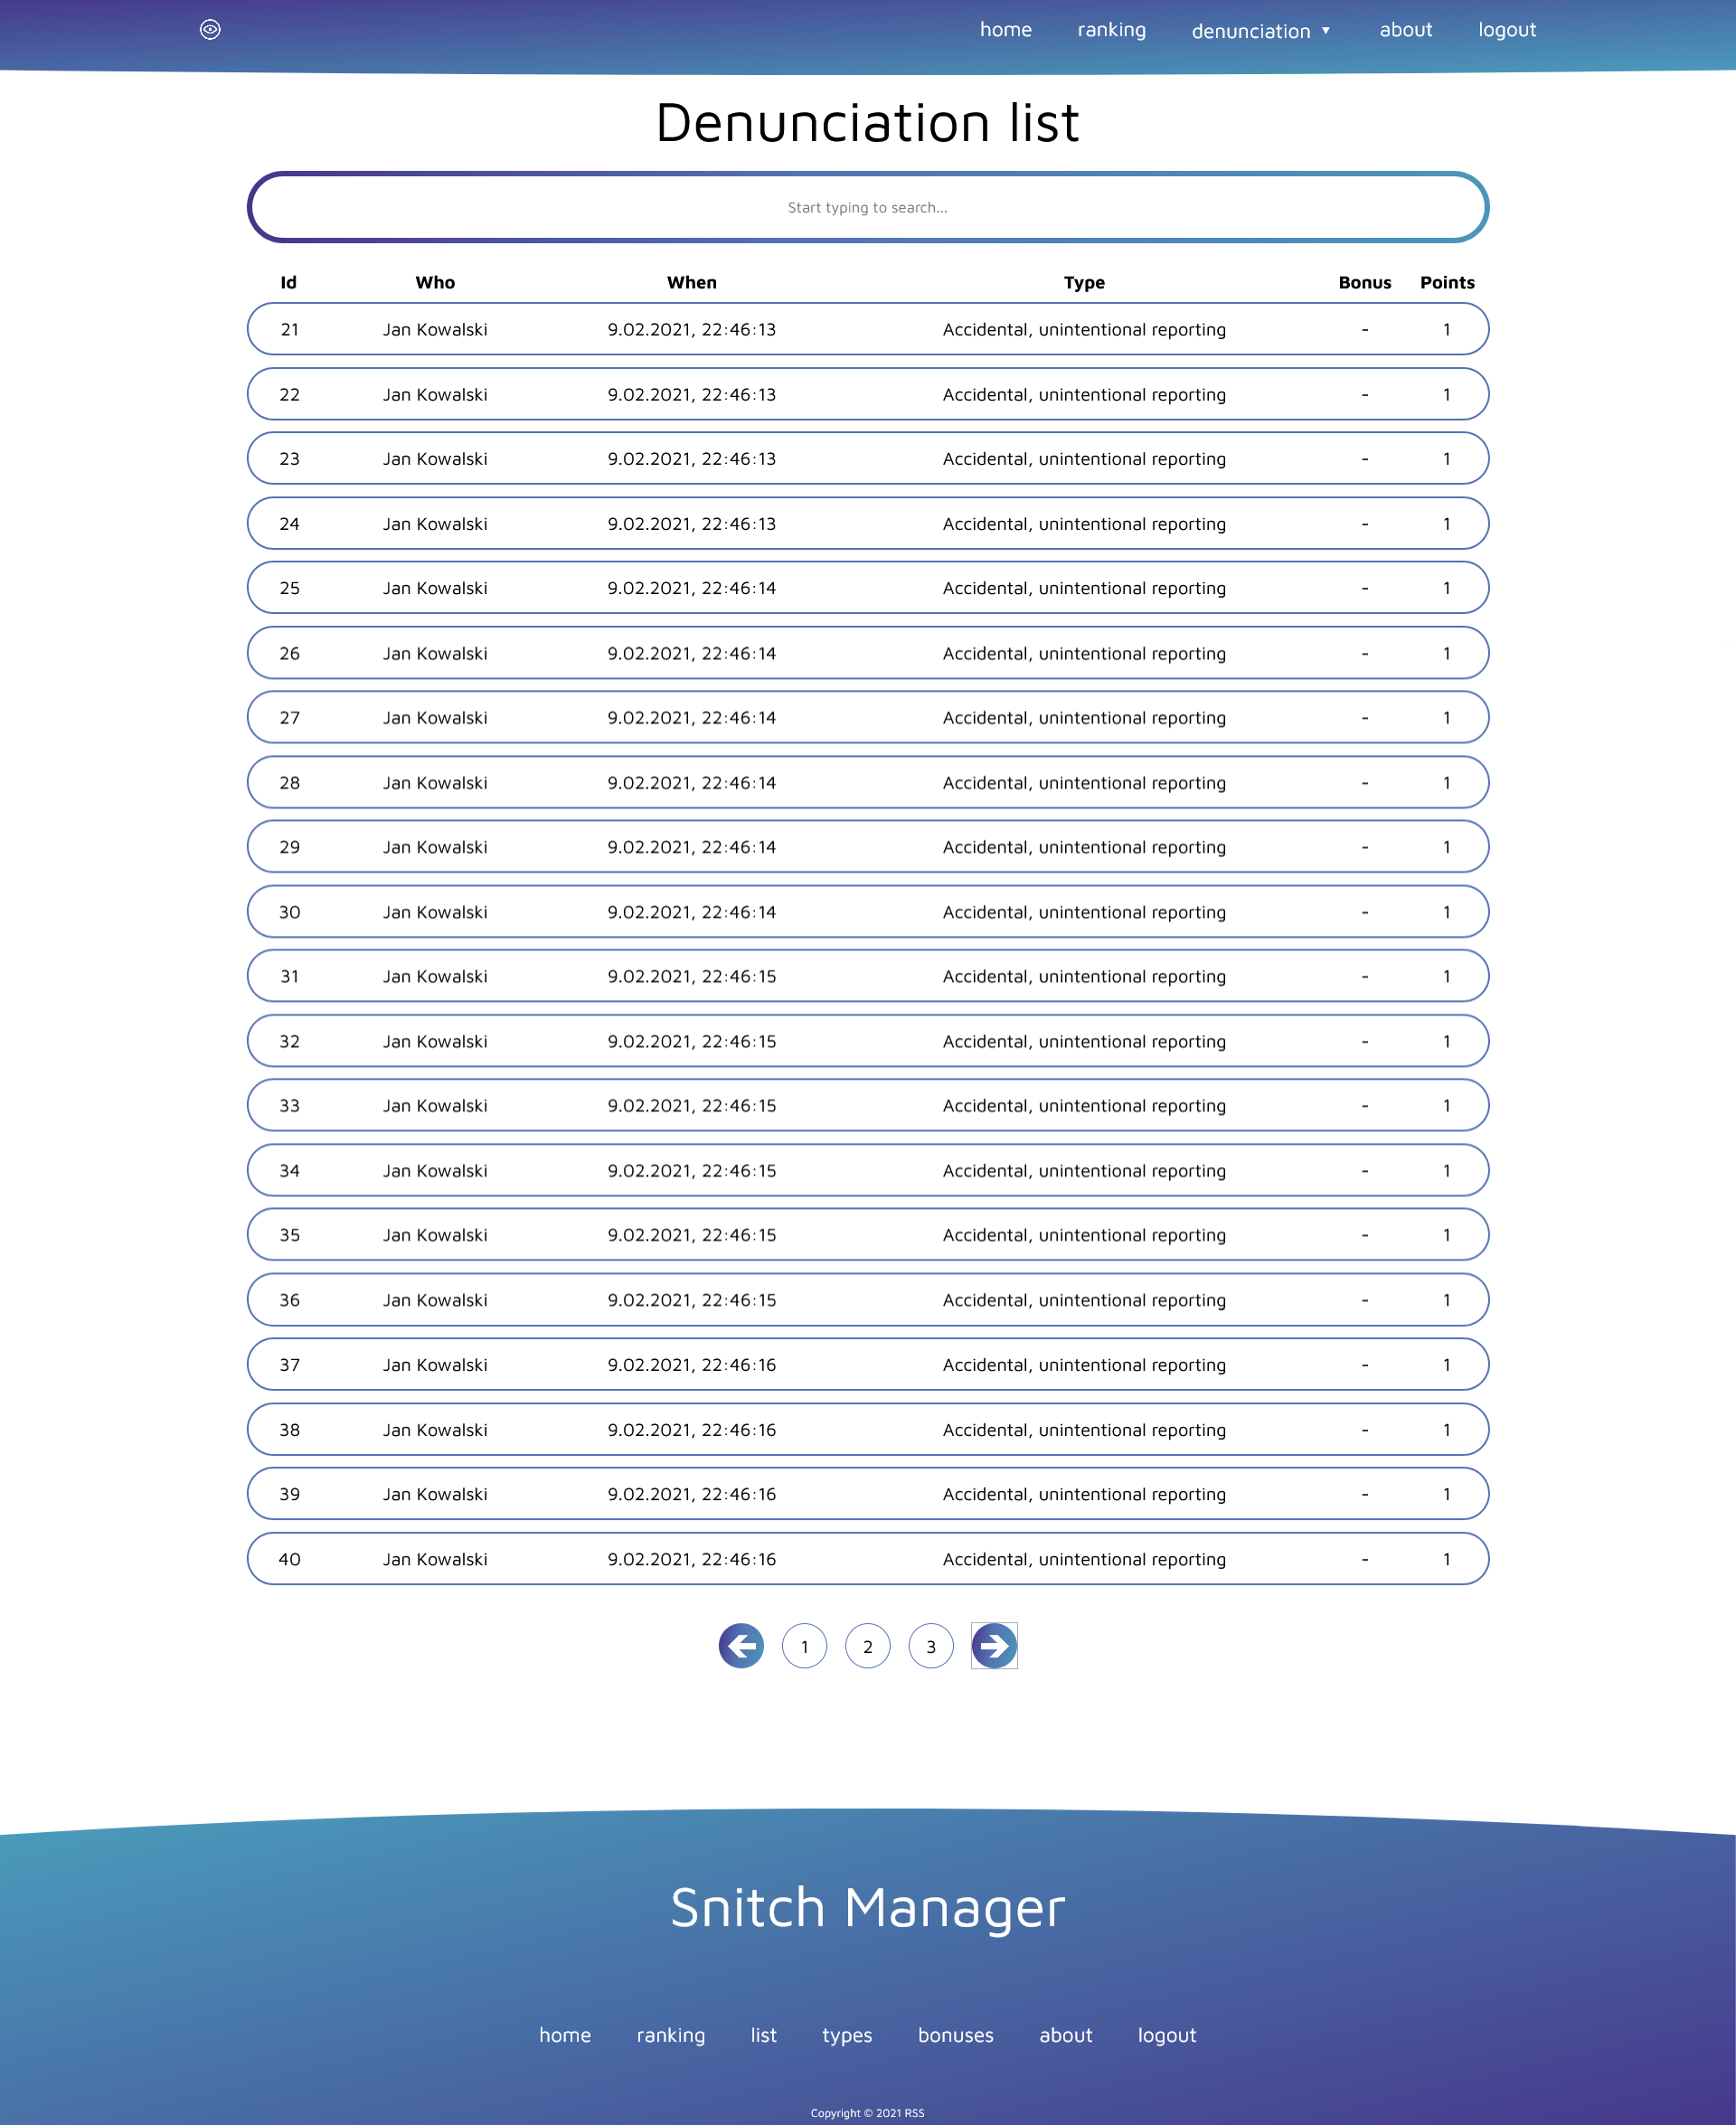 home ranking denunciation ▼ about logout
Denunciation list
Start typing to search...
Id Who When Type Bonus Points
21 Jan Kowalski 9.02.2021, 22:46:13 Accidental, unintentional reporting - 1
22 Jan Kowalski 9.02.2021, 22:46:13 Accidental, unintentional reporting - 1
23 Jan Kowalski 9.02.2021, 22:46:13 Accidental, unintentional reporting - 1
24 Jan Kowalski 9.02.2021, 22:46:13 Accidental, unintentional reporting - 1
25 Jan Kowalski 9.02.2021, 22:46:14 Accidental, unintentional reporting - 1
26 Jan Kowalski 9.02.2021, 22:46:14 Accidental, unintentional reporting - 1
27 Jan Kowalski 9.02.2021, 22:46:14 Accidental, unintentional reporting - 1
28 Jan Kowalski 9.02.2021, 22:46:14 Accidental, unintentional reporting - 1
29 Jan Kowalski 9.02.2021, 22:46:14 Accidental, unintentional reporting - 1
30 Jan Kowalski 9.02.2021, 22:46:14 Accidental, unintentional reporting - 1
31 Jan Kowalski 9.02.2021, 22:46:15 Accidental, unintentional reporting - 1
32 Jan Kowalski 9.02.2021, 22:46:15 Accidental, unintentional reporting - 1
33 Jan Kowalski 9.02.2021, 22:46:15 Accidental, unintentional reporting - 1
34 Jan Kowalski 9.02.2021, 22:46:15 Accidental, unintentional reporting - 1
35 Jan Kowalski 9.02.2021, 22:46:15 Accidental, unintentional reporting - 1
36 Jan Kowalski 9.02.2021, 22:46:15 Accidental, unintentional reporting - 1
37 Jan Kowalski 9.02.2021, 22:46:16 Accidental, unintentional reporting - 1
38 Jan Kowalski 9.02.2021, 22:46:16 Accidental, unintentional reporting - 1
39 Jan Kowalski 9.02.2021, 22:46:16 Accidental, unintentional reporting - 1
40 Jan Kowalski 9.02.2021, 22:46:16 Accidental, unintentional reporting - 1
1 2 3
Snitch Manager
home ranking list types bonuses about logout
Copyright © 2021 RSS